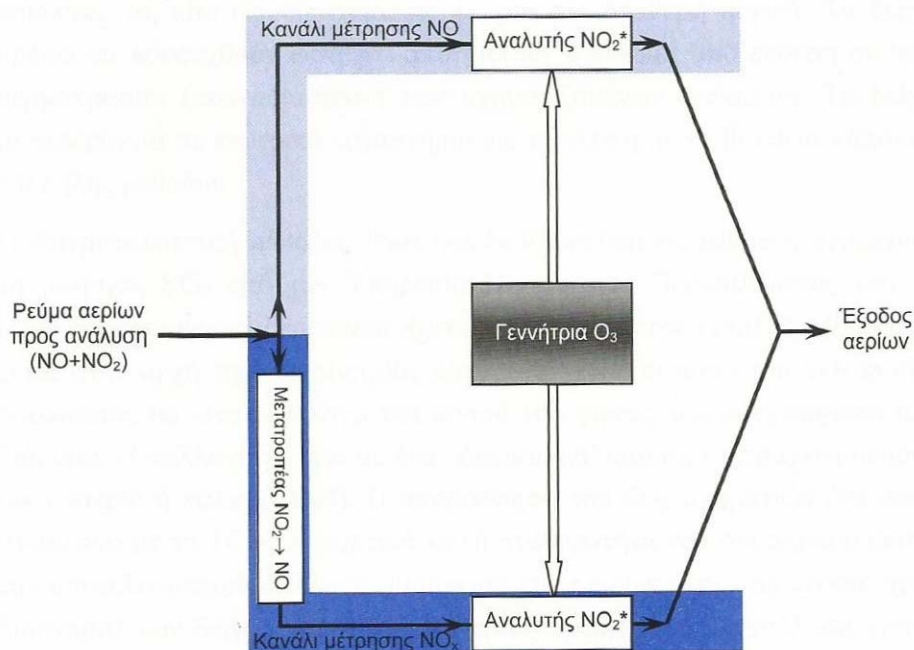 Κανάλι μέτρησης NO
Αναλυτής NO₂*
Ρεύμα αερίων
προς ανάλυση
(NO+NO₂)
Γεννήτρια O₃
Έξοδος
αερίων
Μετατροπέας NO₂→ NO
Κανάλι μέτρησης NOₓ
Αναλυτής NO₂*